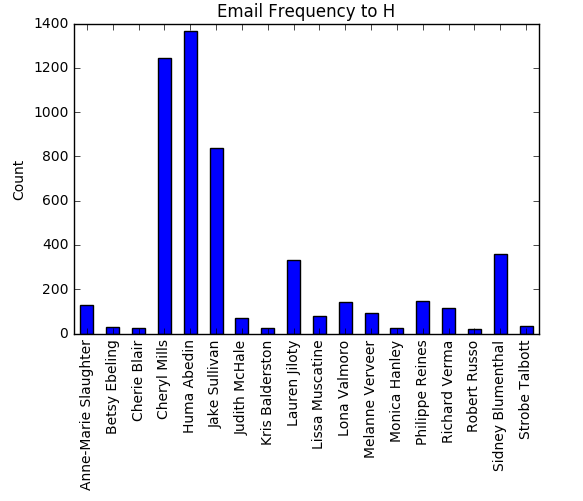 Email Frequency to H
1400
1200
1000
800
600
400
200
0
Count
Anne-Marie Slaughter
Betsy Ebeling
Cherie Blair
Cheryl Mills
Huma Abedin
Jake Sullivan
Judith McHale
Kris Balderston
Lauren Jiloty
Lissa Muscatine
Lona Valmoro
Melanne Verveer
Monica Hanley
Philippe Reines
Richard Verma
Robert Russo
Sidney Blumenthal
Strobe Talbott